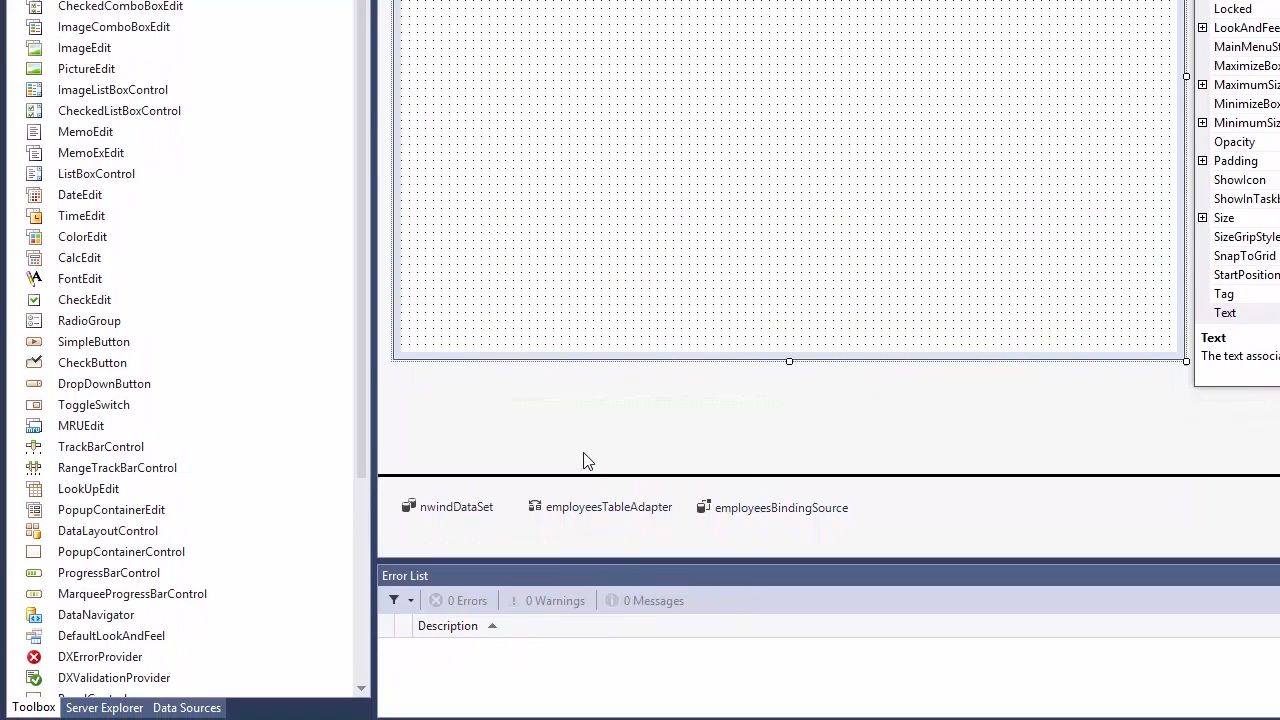 CheckedComboBoxEdit
ImageComboBoxEdit
ImageEdit
PictureEdit
ImageListBoxControl
CheckedListBoxControl
MemoEdit
MemoExEdit
ListBoxControl
DateEdit
TimeEdit
ColorEdit
CalcEdit
FontEdit
CheckEdit
RadioGroup
SimpleButton
CheckButton
DropDownButton
ToggleSwitch
MRUEdit
TrackBarControl
RangeTrackBarControl
LookUpEdit
PopupContainerEdit
DataLayoutControl
PopupContainerControl
ProgressBarControl
MarqueeProgressBarControl
DataNavigator
DefaultLookAndFeel
DXErrorProvider
DXValidationProvider
Toolbox Server Explorer Data Sources
nwindDataSet employeesTableAdapter employeesBindingSource
Error List
0 Errors 0 Warnings 0 Messages
Description
Locked
LookAndFee
MainMenuSt
MaximizeBo
MaximumSiz
MinimizeBo
MinimumSiz
Opacity
Padding
ShowIcon
ShowInTask
Size
SizeGripStyle
SnapToGrid
StartPosition
Tag
Text
Text
The text associa